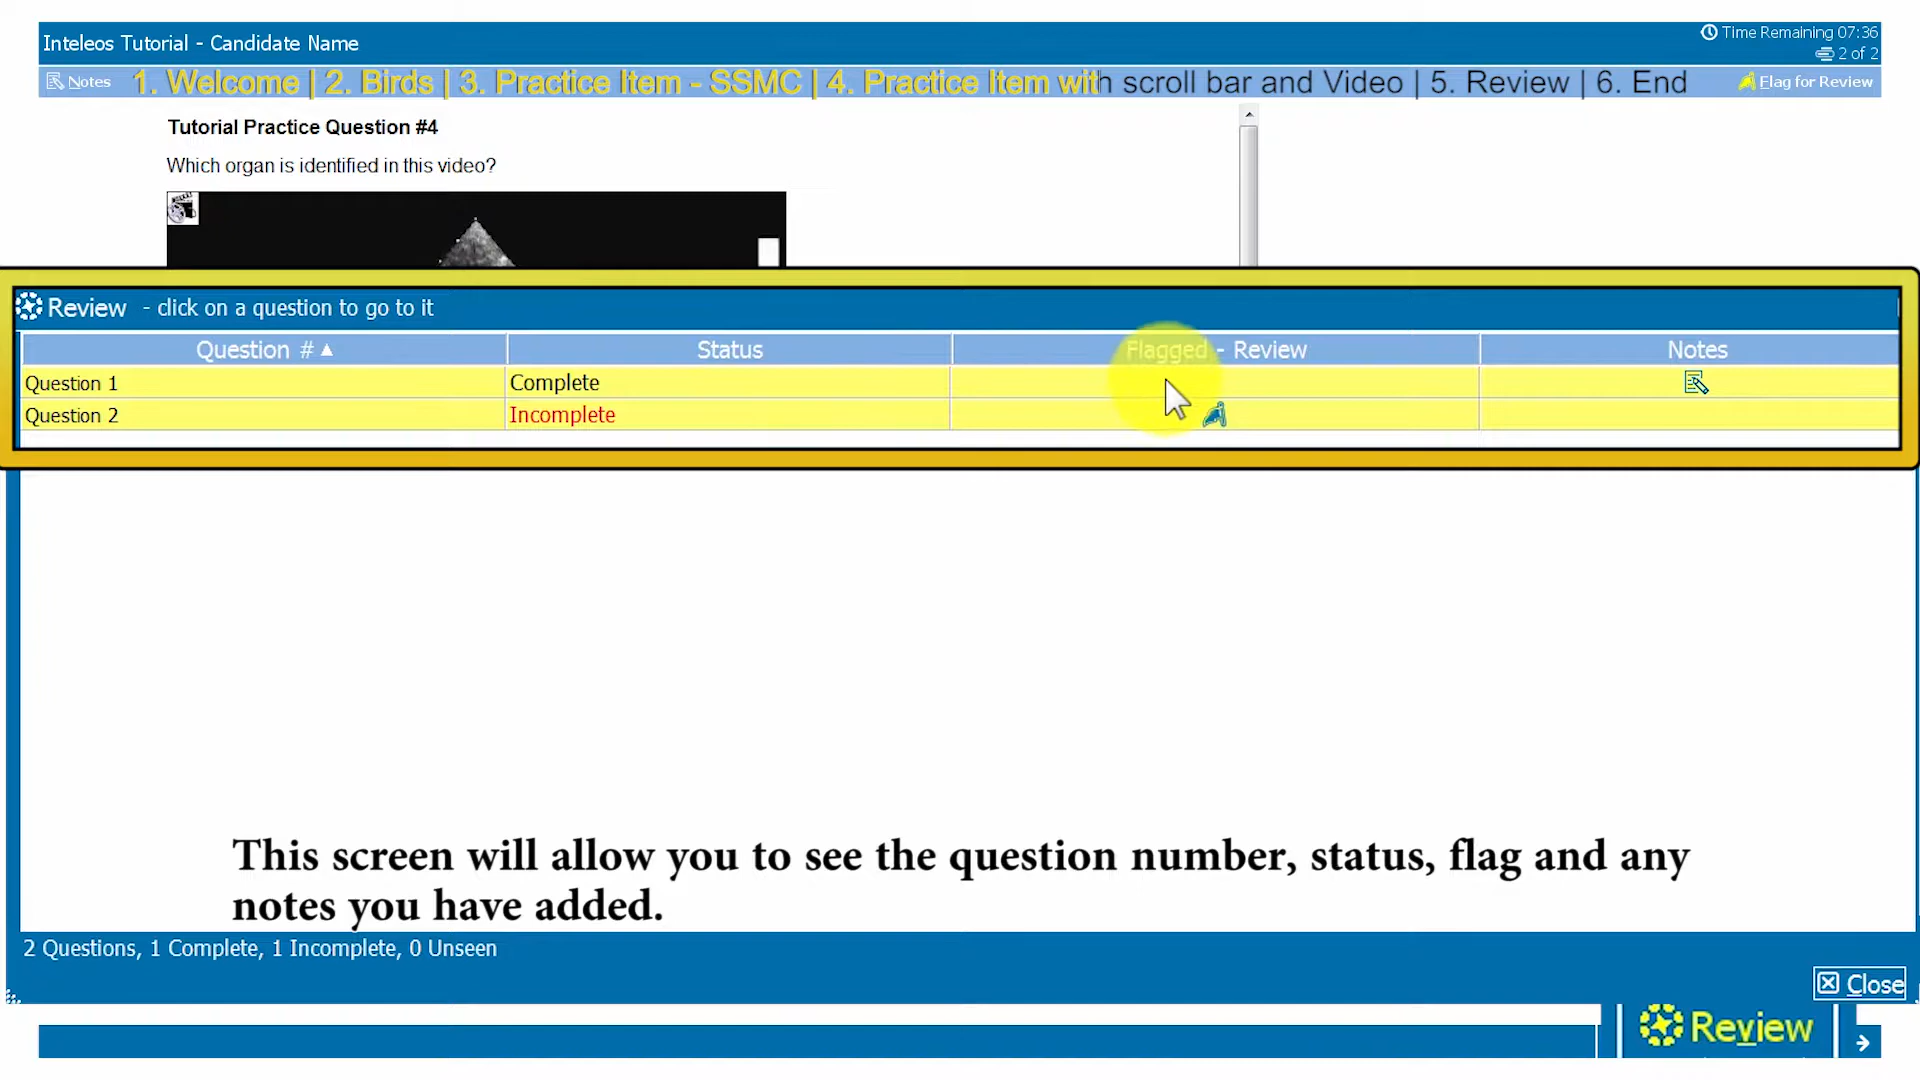 Inteleos Tutorial - Candidate Name
Time Remaining 07:36
2 of 2
Notes
1. Welcome | 2. Birds | 3. Practice Item - SSMC | 4. Practice Item with scroll bar and Video | 5. Review | 6. End
Flag for Review
Tutorial Practice Question #4
Which organ is identified in this video?
Review - click on a question to go to it
Question # Status Flagged - Review Notes
Question 1 Complete
Question 2 Incomplete
This screen will allow you to see the question number, status, flag and any
notes you have added.
2 Questions, 1 Complete, 1 Incomplete, 0 Unseen
Close
Review